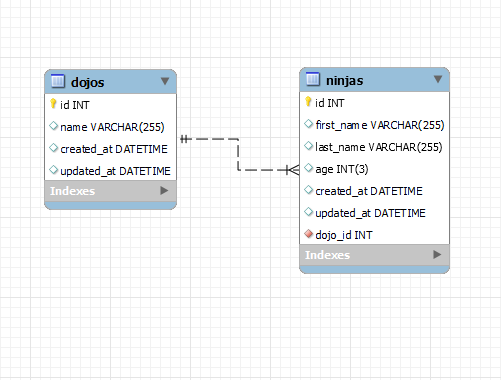 dojos
id INT
name VARCHAR(255)
created_at DATETIME
updated_at DATETIME
Indexes
ninjas
id INT
first_name VARCHAR(255)
last_name VARCHAR(255)
age INT(3)
created_at DATETIME
updated_at DATETIME
dojo_id INT
Indexes